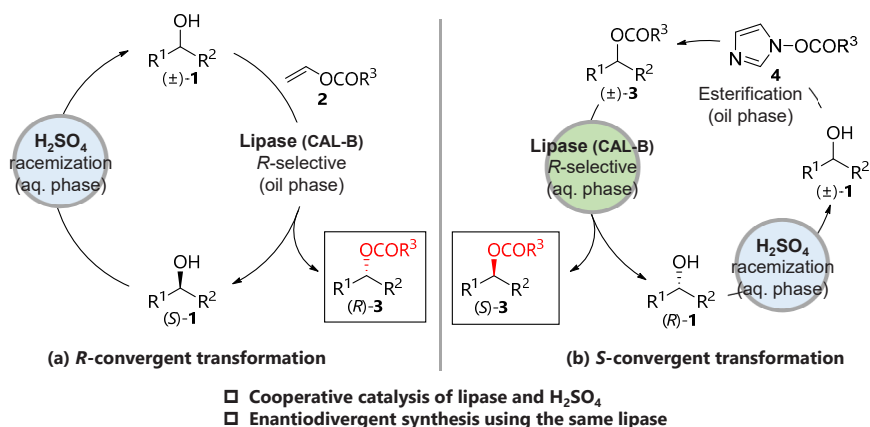 OH
R¹ R²
(±)-1
OCOR³
2
H₂SO₄
racemization
(aq. phase)
Lipase (CAL-B)
R-selective
(oil phase)
OH
R¹ R²
(S)-1
OCOR³
R¹ R²
(R)-3
(a) R-convergent transformation
OCOR³
R¹ R²
(±)-3
N
N
OCOR³
4
Esterification
(oil phase)
Lipase (CAL-B)
R-selective
(aq. phase)
OH
R¹ R²
(±)-1
H₂SO₄
racemization
(aq. phase)
OCOR³
R¹ R²
(S)-3
OH
R¹ R²
(R)-1
(b) S-convergent transformation
Cooperative catalysis of lipase and H₂SO₄
Enantiodivergent synthesis using the same lipase